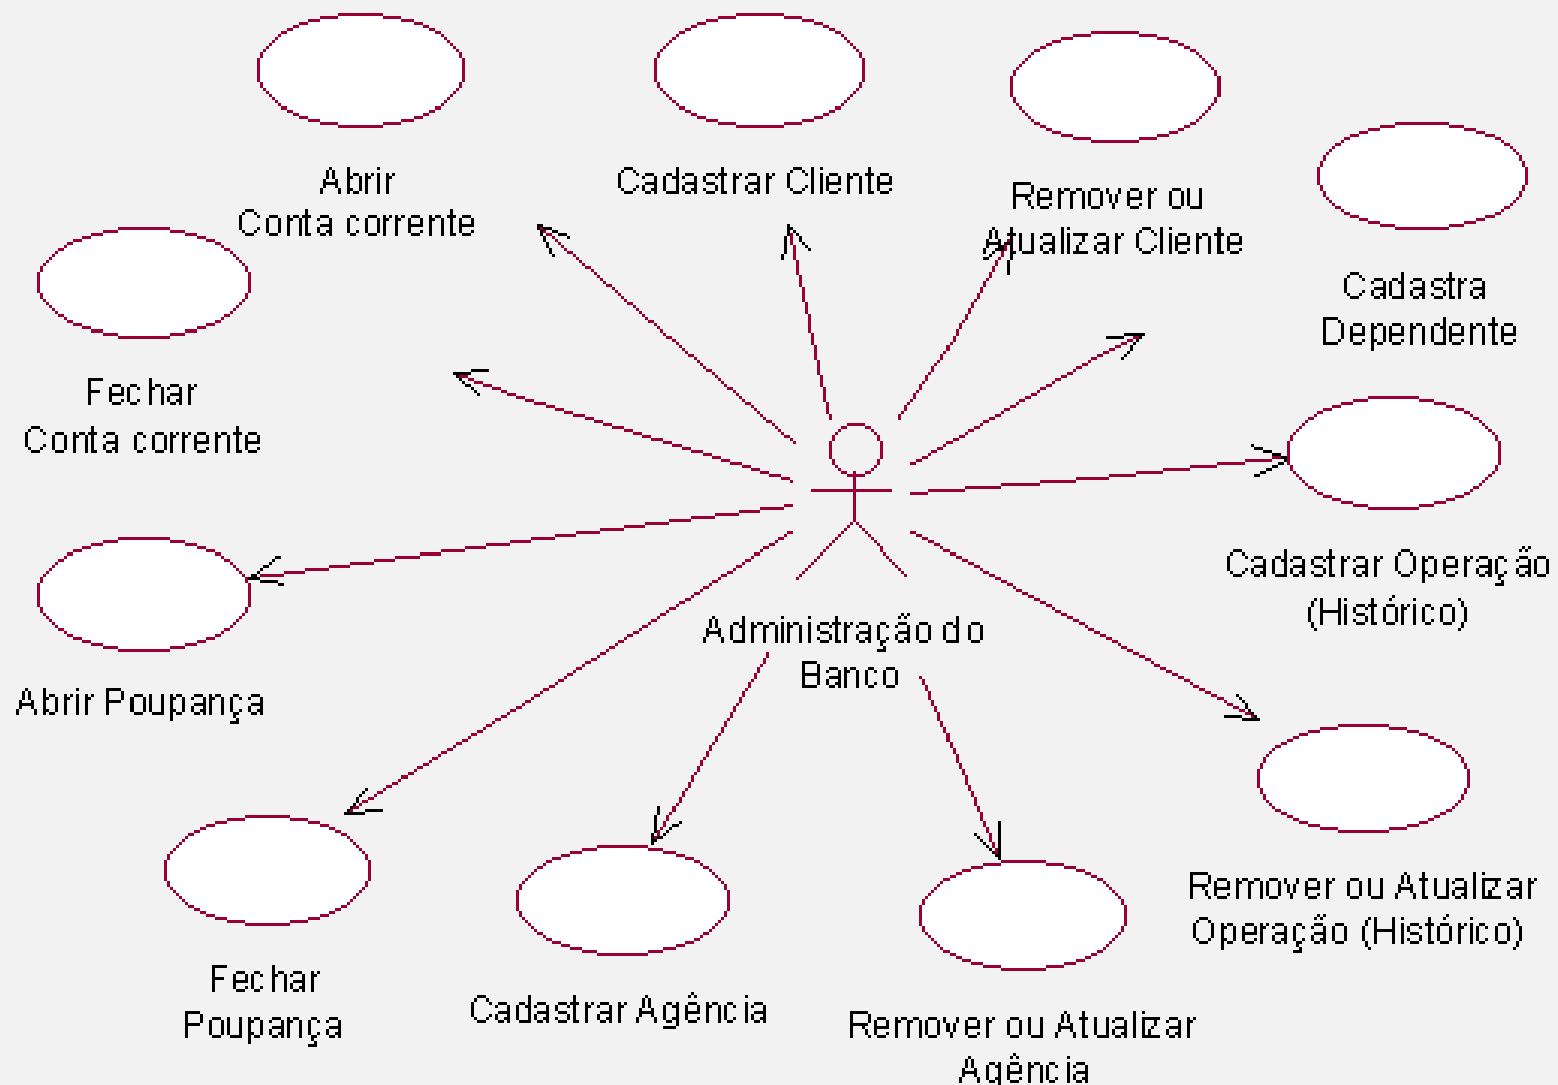 Abrir
Conta corrente
Cadastrar Cliente
Remover ou
Atualizar Cliente
Cadastra
Dependente
Fechar
Conta corrente
Cadastrar Operação
(Histórico)
Administração do
Banco
Abrir Poupança
Remover ou Atualizar
Operação (Histórico)
Fechar
Poupança
Cadastrar Agência
Remover ou Atualizar
Agência